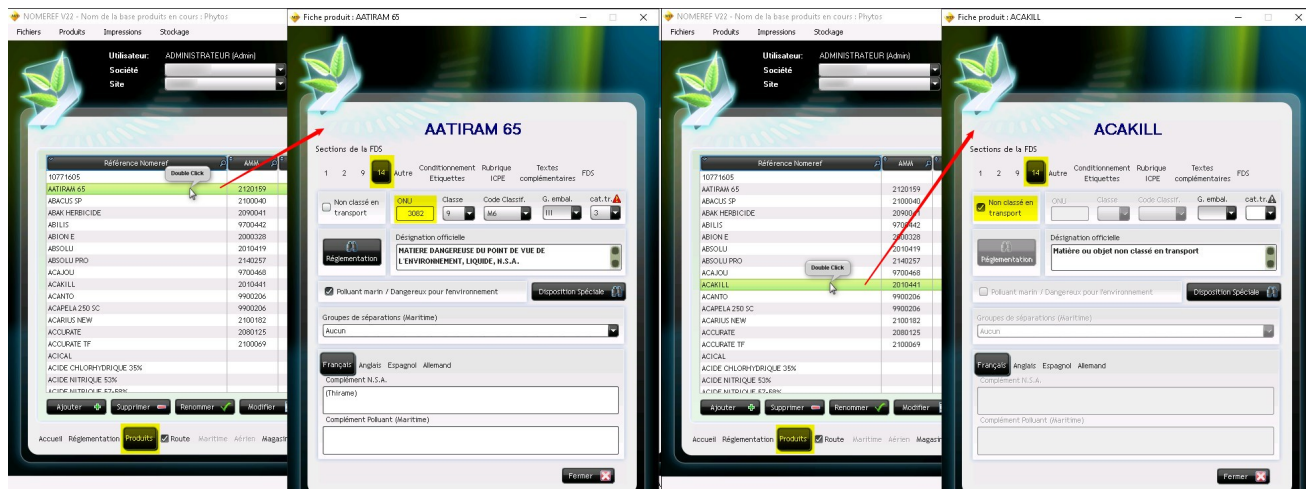 NOMEREF V22 - Nom de la base produits en cours : Phytos
Fichiers Produits Impressions Stockage
Utilisateur: ADMINISTRATEUR (Admin)
Société
Site
Référence Nomeref AMM
10771605
AATIRAM 65 2120159
ABACUS SP 2100040
ABAK HERBICIDE 2090041
ABILIS 9700442
ABION E 2000328
ABSOLU 2010419
ABSOLU PRO 2140257
ACAJOU 9700468
ACAKILL 2010441
ACANTO 9900206
ACAPELA 250 SC 9900206
ACARIUS NEW 2100182
ACCURATE 2080125
ACCURATE TF 2100069
ACICAL
ACIDE CHLORHYDRIQUE 35%
ACIDE NITRIQUE 53%
ACIDE NITRIQUE 57-68%
Double Click
Ajouter Supprimer Renommer Modifier
Accueil Réglementation Produits Route Maritime Aérien Magasin
Fiche produit : AATIRAM 65
AATIRAM 65
Sections de la FDS
1 2 9 14 Autre Conditionnement Etiquettes Rubrique ICPE Textes complémentaires FDS
Non classé en transport
ONU Classe Code Classif. G. embal. cat.tr.
3082 9 M6 III 3
Réglementation
Désignation officielle
MATIERE DANGEREUSE DU POINT DE VUE DE
L'ENVIRONNEMENT, LIQUIDE, N.S.A.
Polluant marin / Dangereux pour l'environnement Disposition Spéciale
Groupes de séparations (Maritime)
Aucun
Français Anglais Espagnol Allemand
Complément N.S.A.
(Thirame)
Complément Polluant (Maritime)
Fermer
NOMEREF V22 - Nom de la base produits en cours : Phytos
Fichiers Produits Impressions Stockage
Utilisateur: ADMINISTRATEUR (Admin)
Société
Site
Référence Nomeref AMM
10771605
AATIRAM 65 2120159
ABACUS SP 2100040
ABAK HERBICIDE 2090041
ABILIS 9700442
ABION E 2000328
ABSOLU 2010419
ABSOLU PRO 2140257
ACAJOU 9700468
ACAKILL 2010441
ACANTO 9900206
ACAPELA 250 SC 9900206
ACARIUS NEW 2100182
ACCURATE 2080125
ACCURATE TF 2100069
ACICAL
ACIDE CHLORHYDRIQUE 35%
ACIDE NITRIQUE 53%
ACIDE NITRIQUE 57-68%
Double Click
Ajouter Supprimer Renommer Modifier
Accueil Réglementation Produits Route Maritime Aérien Magasin
Fiche produit : ACAKILL
ACAKILL
Sections de la FDS
1 2 9 14 Autre Conditionnement Etiquettes Rubrique ICPE Textes complémentaires FDS
Non classé en transport
ONU Classe Code Classif. G. embal. cat.tr.
Réglementation
Désignation officielle
Matière ou objet non classé en transport
Polluant marin / Dangereux pour l'environnement Disposition Spéciale
Groupes de séparations (Maritime)
Aucun
Français Anglais Espagnol Allemand
Complément N.S.A.
Complément Polluant (Maritime)
Fermer